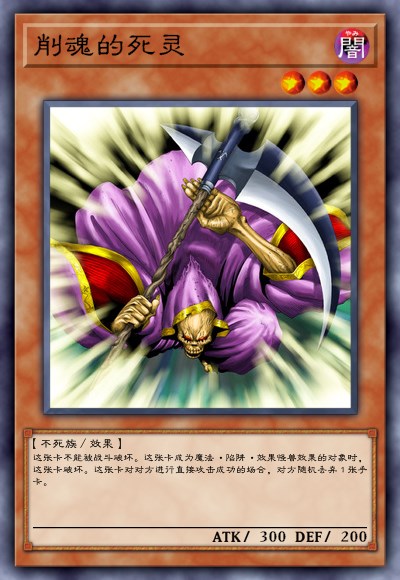 削魂的死灵
やみ
闇
【不死族／效果】
这张卡不能被战斗破坏。这张卡成为魔法·陷阱·效果怪兽效果的对象时，
这张卡破坏。这张卡对对方进行直接攻击成功的场合，对方随机丢弃1张手
卡。
ATK/ 300 DEF/ 200